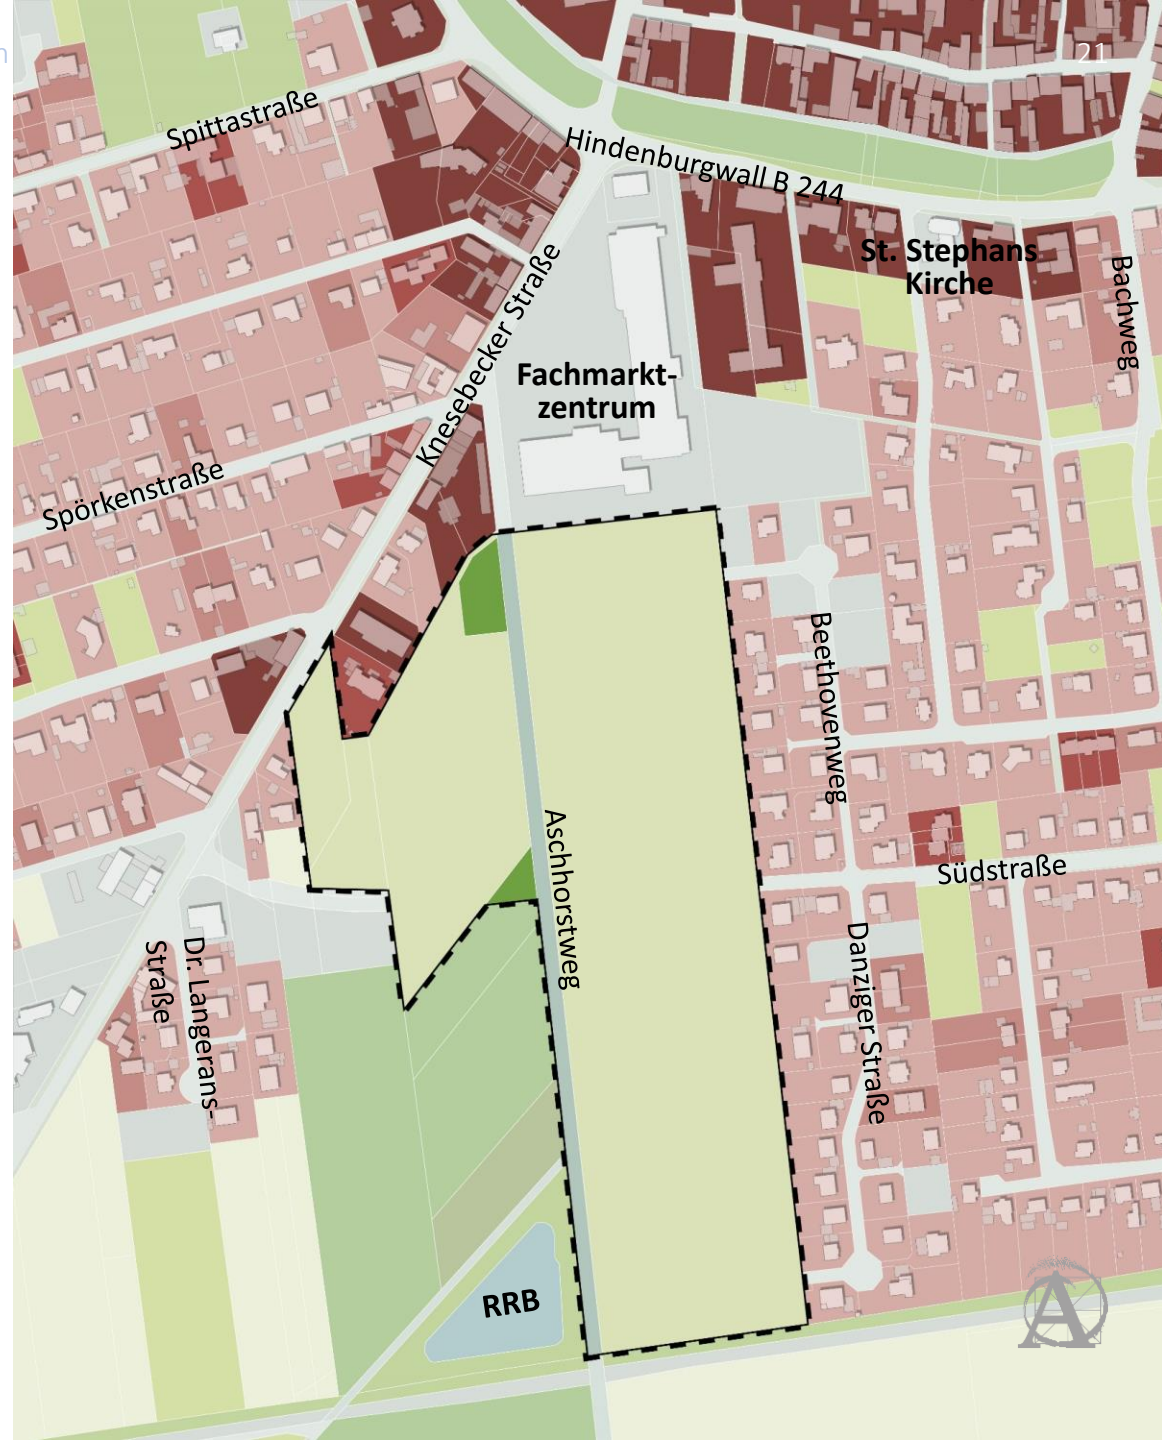 n
21
Spittastraße
Hindenburgwall B 244
St. Stephans
Kirche
Bachweg
Knesebecker Straße
Fachmarkt-
zentrum
Spörkenstraße
Beethovenweg
Aschhorstweg
Südstraße
Dr. Langerans-
Straße
Danziger Straße
RRB
A